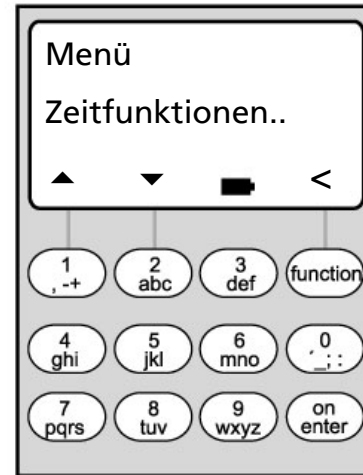 Menü
Zeitfunktionen..
<
1 2 3 function
, -+ abc def
4 5 6 0
ghi jkl mno ´_; :
7 8 9 on
pqrs tuv wxyz enter